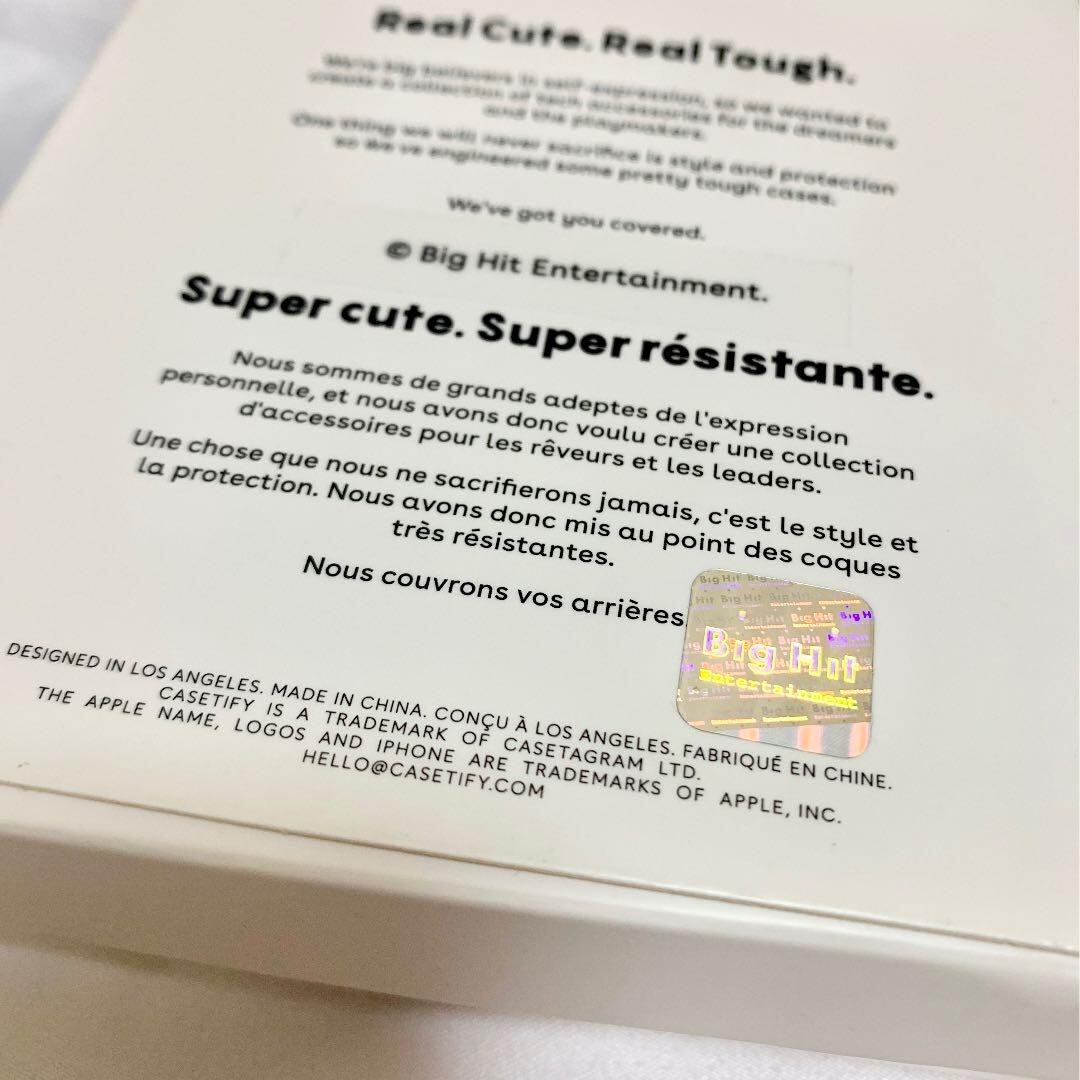 Real Cute. Real Tough.
We're big believers in self-expression, so we wanted to
create a collection of tech accessories for the dreamers
and the playmakers.
One thing we will never sacrifice is style and protection
so we've engineered some pretty tough cases.
We've got you covered.
© Big Hit Entertainment.
Super cute. Super résistante.
Nous sommes de grands adeptes de l'expression
personnelle, et nous avons donc voulu créer une collection
d'accessoires pour les rêveurs et les leaders.
Une chose que nous ne sacrifierons jamais, c'est le style et
la protection. Nous avons donc mis au point des coques
très résistantes.
Nous couvrons vos arrières
Big Hit
Entertainment
DESIGNED IN LOS ANGELES. MADE IN CHINA. CONÇU À LOS ANGELES. FABRIQUÉ EN CHINE.
CASETIFY IS A TRADEMARK OF CASETAGRAM LTD.
THE APPLE NAME, LOGOS AND IPHONE ARE TRADEMARKS OF APPLE, INC.
HELLO@CASETIFY.COM